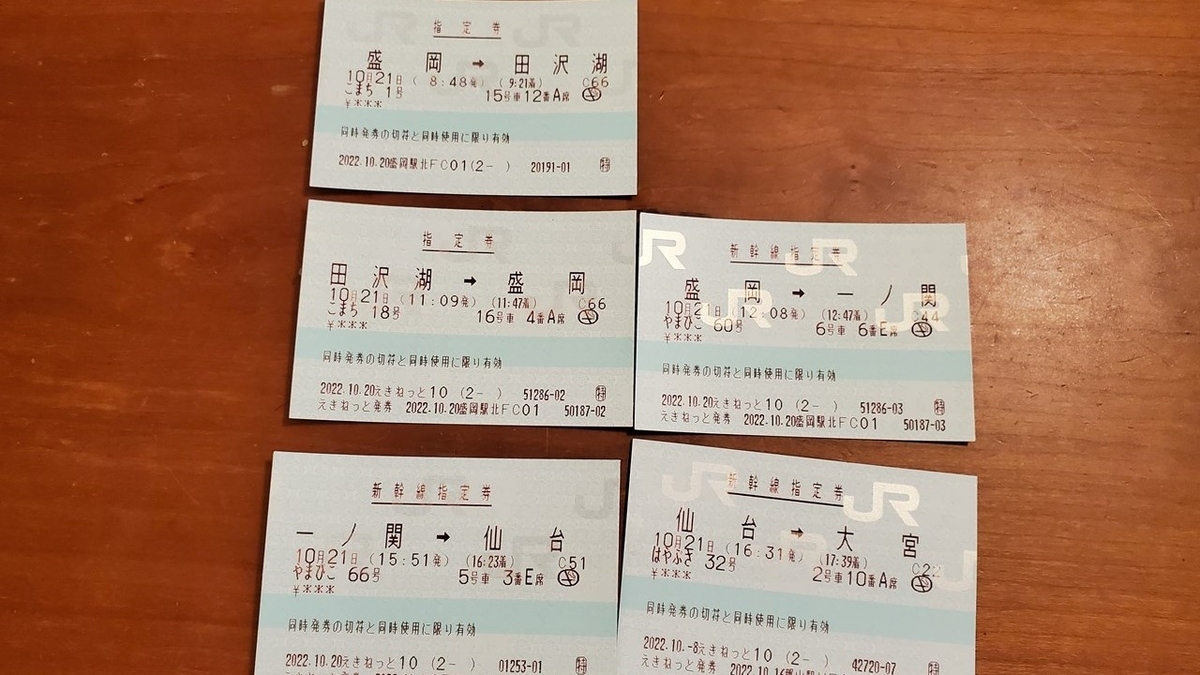 指定券
盛岡 → 田沢湖
10月21日 (8:48発) (9:21着) C66
こまち 1号 15号車12番A席
¥***
同時発券の切符と同時使用に限り有効
2022.10.20盛岡駅北FC01(2- ) 20191-01 特
指定券
田沢湖 → 盛岡
10月21日 (11:09発) (11:47着) C66
こまち 18号 16号車 4番A席
¥***
同時発券の切符と同時使用に限り有効
2022.10.20えきねっと10 (2- ) 51286-02 特
えきねっと発券 2022.10.20盛岡駅北FC01 50187-02
新幹線指定券
盛岡 → 一ノ関
10月21日 (12:08発) (12:47着) C44
やまびこ 60号 6号車 6番E席
¥***
同時発券の切符と同時使用に限り有効
2022.10.20えきねっと10 (2- ) 51286-03 特
えきねっと発券 2022.10.20盛岡駅北FC01 50187-03
新幹線指定券
一ノ関 → 仙台
10月21日 (15:51発) (16:23着) C51
やまびこ 66号 5号車 3番E席
¥***
同時発券の切符と同時使用に限り有効
2022.10.20えきねっと10 (2- ) 01253-01 特
新幹線指定券
仙台 → 大宮
10月21日 (16:31発) (17:39着) C22
はやぶさ 32号 2号車10番A席
¥***
同時発券の切符と同時使用に限り有効
2022.10.-8えきねっと10 (2- ) 42720-07 特
えきねっと発券